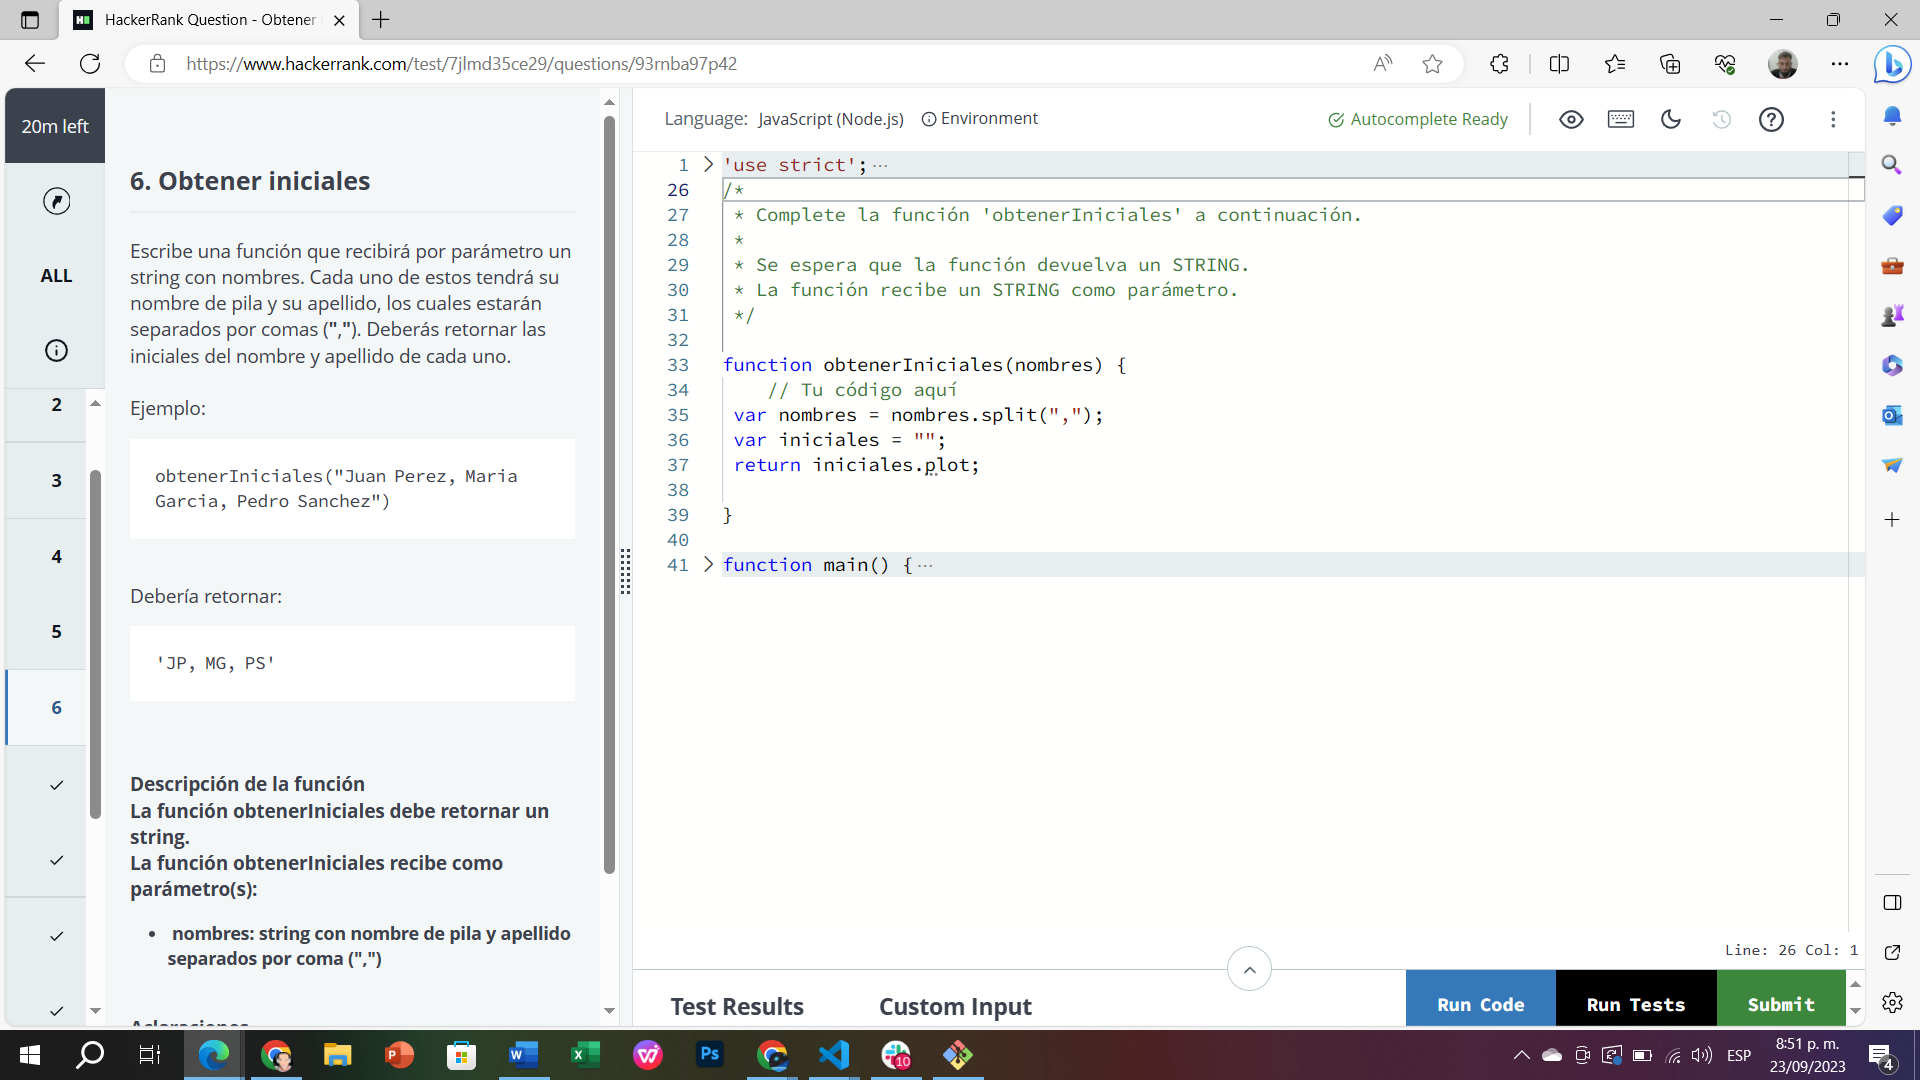 HackerRank Question - Obtener i
https://www.hackerrank.com/test/7jlmd35ce29/questions/93rnba97p42
20m left
ALL
2
3
4
5
6
6. Obtener iniciales
Escribe una función que recibirá por parámetro un
string con nombres. Cada uno de estos tendrá su
nombre de pila y su apellido, los cuales estarán
separados por comas (","). Deberás retornar las
iniciales del nombre y apellido de cada uno.
Ejemplo:
obtenerIniciales("Juan Perez, Maria
Garcia, Pedro Sanchez")
Debería retornar:
'JP, MG, PS'
Descripción de la función
La función obtenerIniciales debe retornar un
string.
La función obtenerIniciales recibe como
parámetro(s):
• nombres: string con nombre de pila y apellido
separados por coma (",")
Aclaraciones
Language: JavaScript (Node.js) Environment
Autocomplete Ready
1 'use strict'; ···
26 /*
27 * Complete la función 'obtenerIniciales' a continuación.
28 *
29 * Se espera que la función devuelva un STRING.
30 * La función recibe un STRING como parámetro.
31 */
32
33 function obtenerIniciales(nombres) {
34 // Tu código aquí
35 var nombres = nombres.split(",");
36 var iniciales = "";
37 return iniciales.plot;
38
39 }
40
41 function main() { ···
Line: 26 Col: 1
Test Results Custom Input
Run Code Run Tests Submit
10
ESP
8:51 p. m.
23/09/2023
4